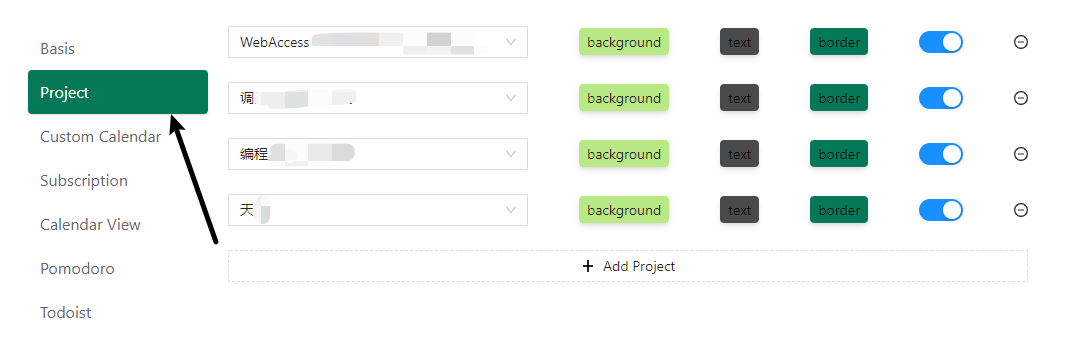 Basis
Project
Custom Calendar
Subscription
Calendar View
Pomodoro
Todoist
WebAccess background text border
调 background text border
编程 background text border
天 background text border
Add Project